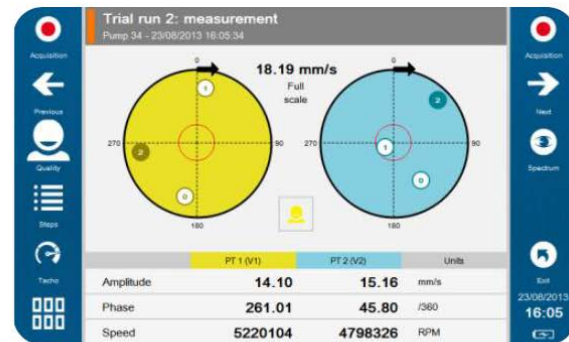 Trial run 2: measurement
Pump 34 - 23/08/2013 16:05:34
Acquisition
Previous
Quality
Steps
Tacho
0
18.19 mm/s
Full
scale
270
90
180
1
2
0
0
270
90
180
2
1
0
PT 1 (V1) PT 2 (V2) Units
Amplitude 14.10 15.16 mm/s
Phase 261.01 45.80 /360
Speed 5220104 4798326 RPM
Acquisition
Next
Spectrum
Exit
23/08/2013
16:05